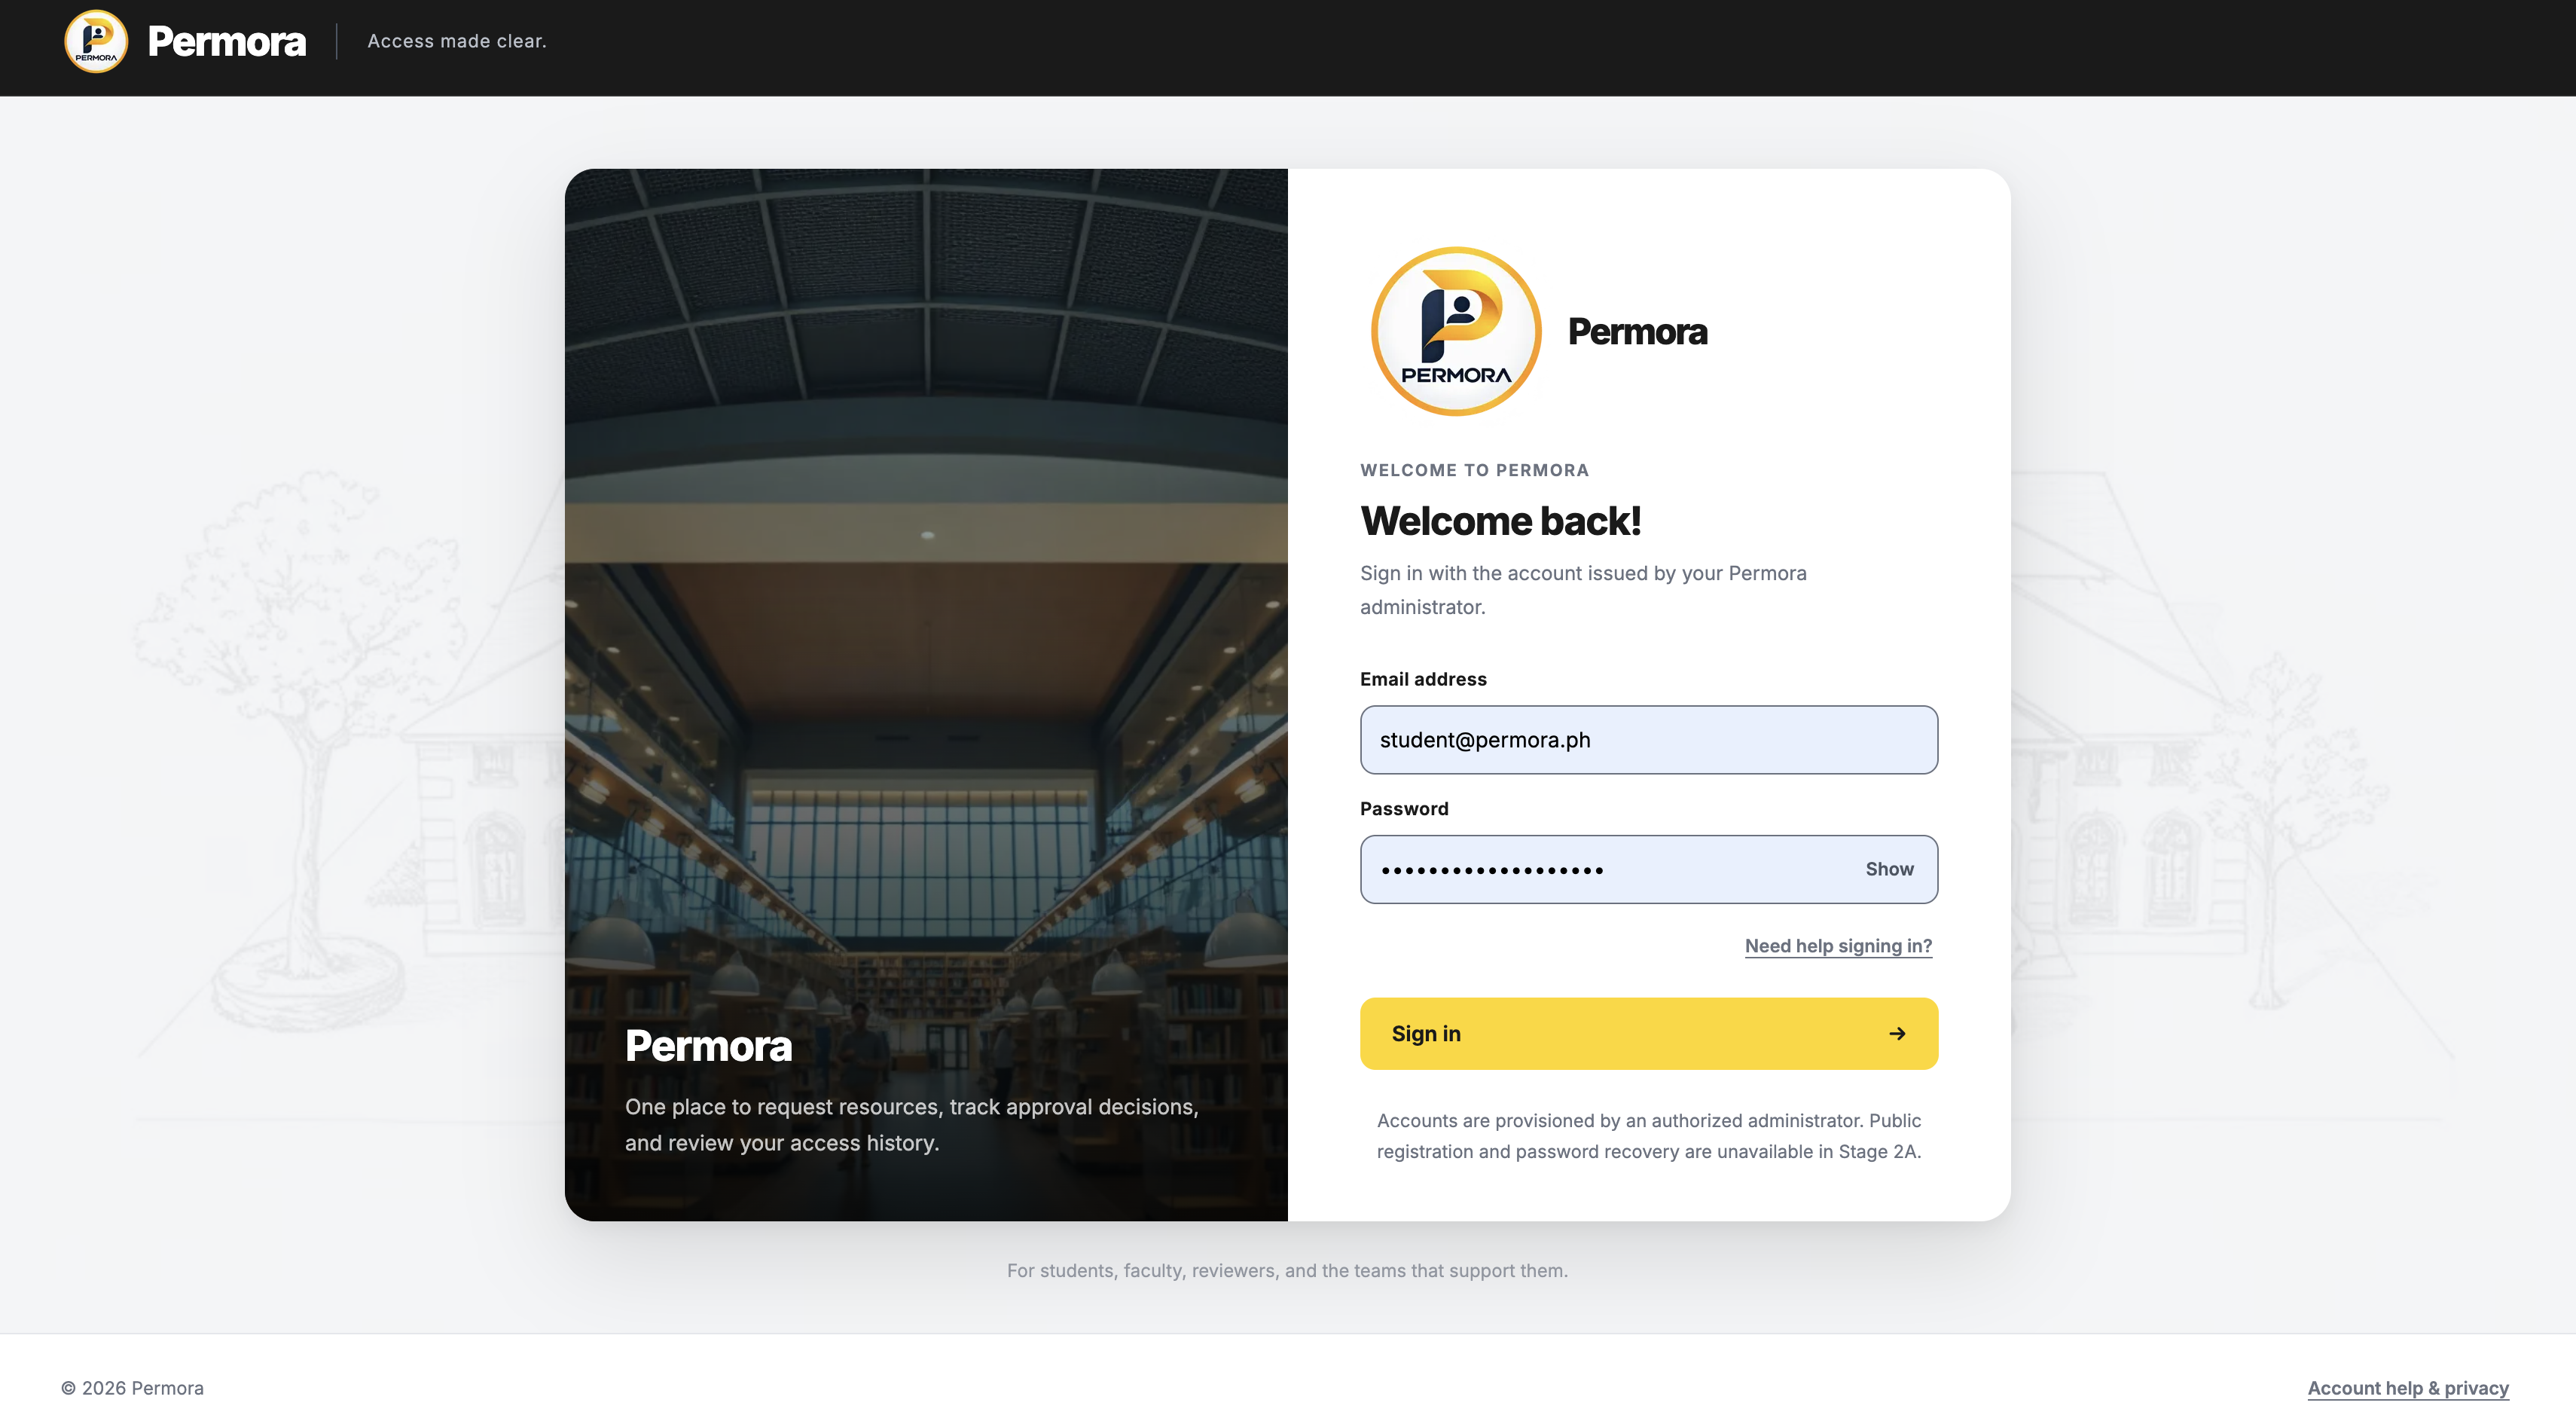 PERMORA
Permora
Access made clear.
Permora
One place to request resources, track approval decisions,
and review your access history.
PERMORA
Permora
WELCOME TO PERMORA
Welcome back!
Sign in with the account issued by your Permora
administrator.
Email address
student@permora.ph
Password
•••••••••••••••••••
Show
Need help signing in?
Sign in →
Accounts are provisioned by an authorized administrator. Public
registration and password recovery are unavailable in Stage 2A.
For students, faculty, reviewers, and the teams that support them.
© 2026 Permora
Account help & privacy